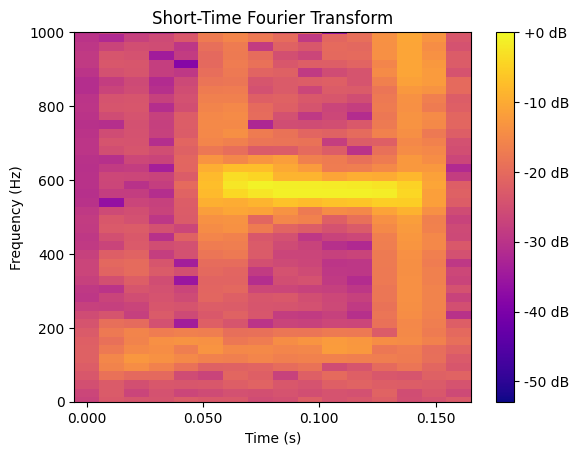 Short-Time Fourier Transform
1000
800
600
400
200
0
Frequency (Hz)
0.000
0.050
0.100
0.150
Time (s)
+0 dB
-10 dB
-20 dB
-30 dB
-40 dB
-50 dB